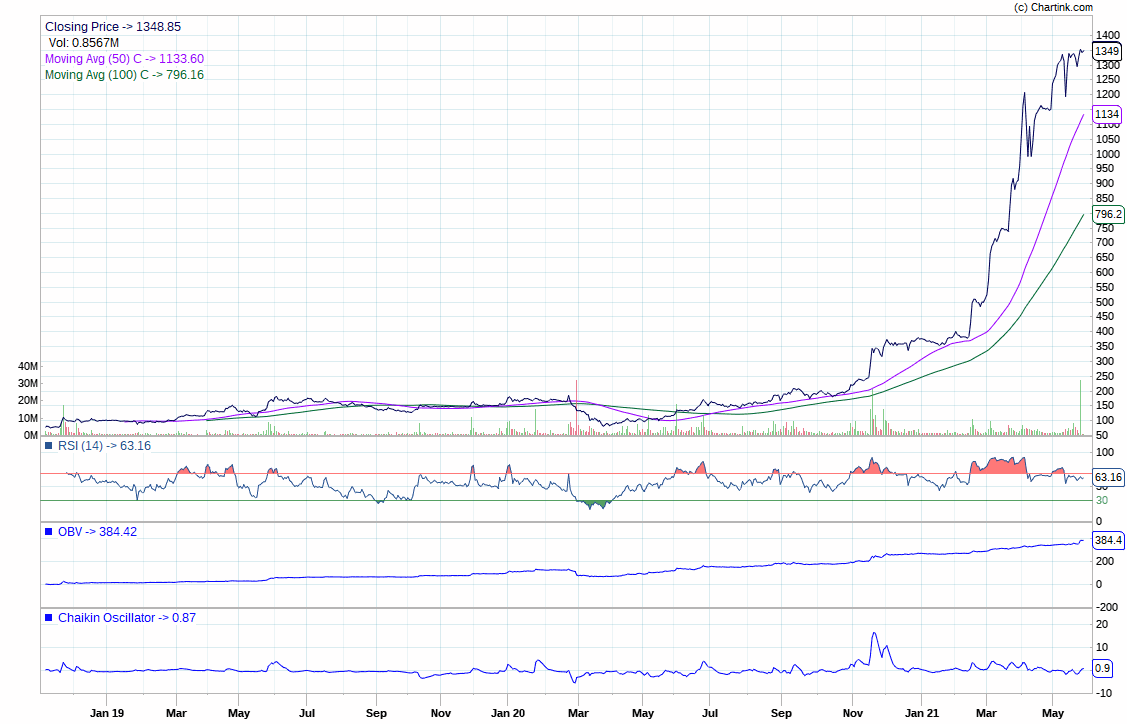 (c) Chartink.com
Closing Price -> 1348.85
Vol: 0.8567M
Moving Avg (50) C -> 1133.60
Moving Avg (100) C -> 796.16
1400
1349
1300
1250
1200
1134
1100
1050
1000
950
900
850
796.2
750
700
650
600
550
500
450
400
350
300
250
200
150
100
50
40M
30M
20M
10M
0M
RSI (14) -> 63.16
100
63.16
50
30
0
OBV -> 384.42
384.4
200
0
-200
Chaikin Oscillator -> 0.87
20
10
0.9
-10
Jan 19 Mar May Jul Sep Nov Jan 20 Mar May Jul Sep Nov Jan 21 Mar May